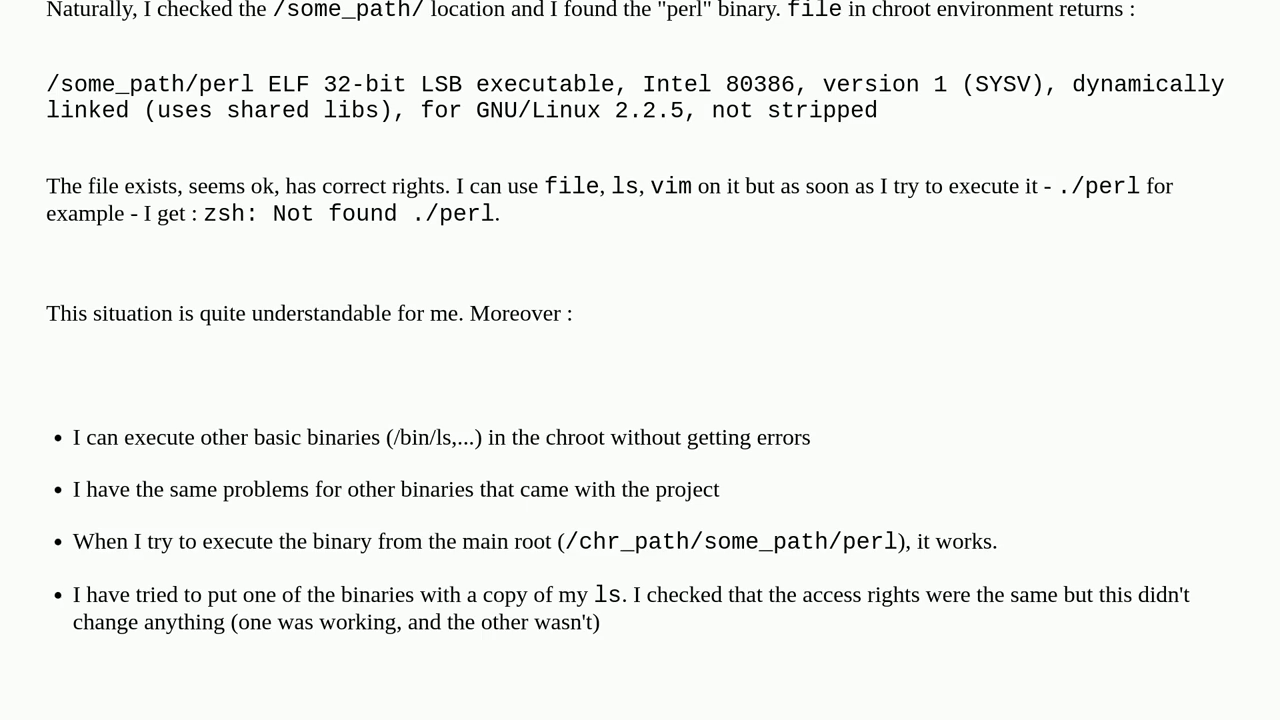 Naturally, I checked the /some_path/ location and I found the "perl" binary. file in chroot environment returns :
/some_path/perl ELF 32-bit LSB executable, Intel 80386, version 1 (SYSV), dynamically
linked (uses shared libs), for GNU/Linux 2.2.5, not stripped
The file exists, seems ok, has correct rights. I can use file, ls, vim on it but as soon as I try to execute it - ./perl for
example - I get : zsh: Not found ./perl.
This situation is quite understandable for me. Moreover :
• I can execute other basic binaries (/bin/ls,...) in the chroot without getting errors
• I have the same problems for other binaries that came with the project
• When I try to execute the binary from the main root (/chr_path/some_path/perl), it works.
• I have tried to put one of the binaries with a copy of my ls. I checked that the access rights were the same but this didn't
change anything (one was working, and the other wasn't)